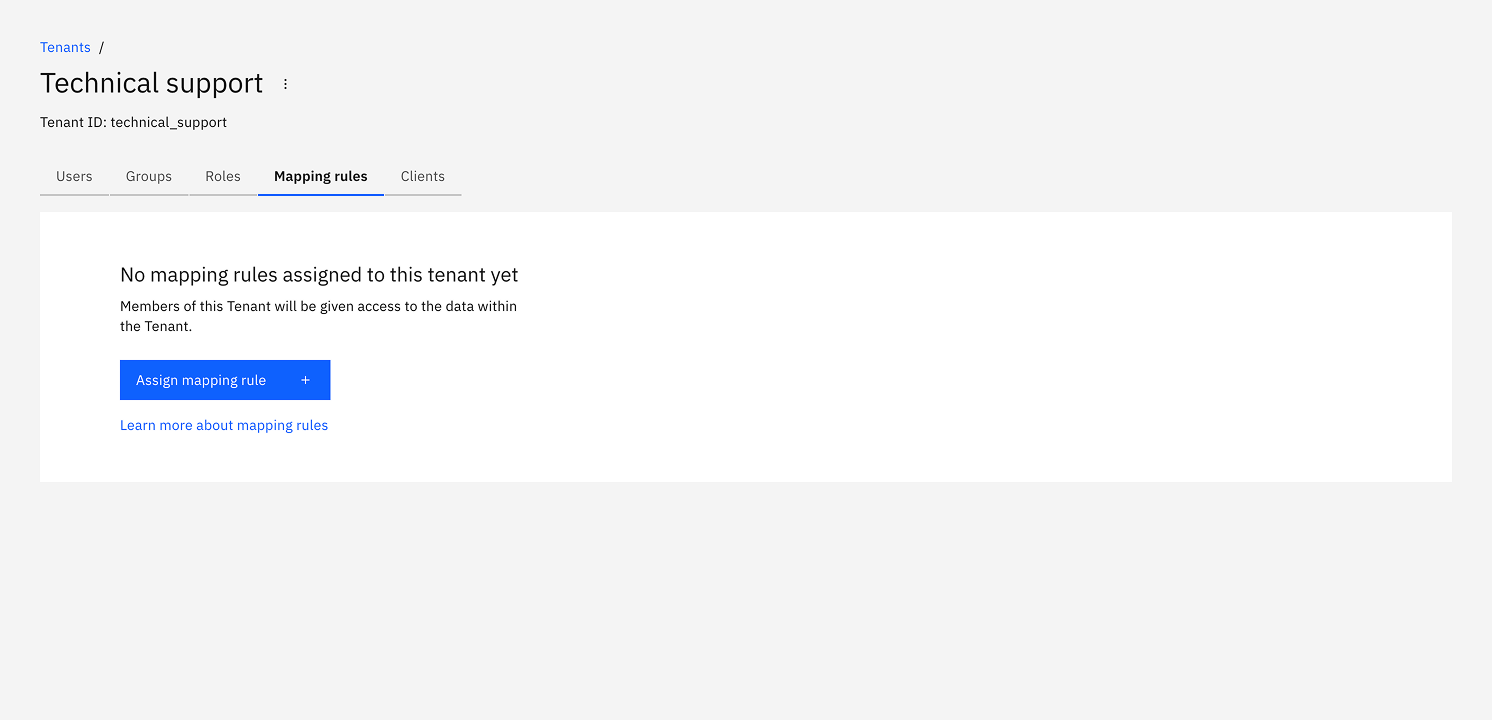 Tenants /
Technical support
Tenant ID: technical_support
Users Groups Roles Mapping rules Clients
No mapping rules assigned to this tenant yet
Members of this Tenant will be given access to the data within
the Tenant.
Assign mapping rule +
Learn more about mapping rules